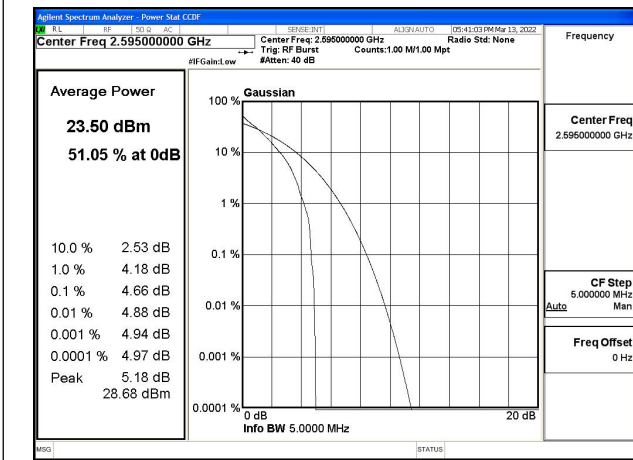 Agilent Spectrum Analyzer - Power Stat CCDF
RL RF 50 Ω AC SENSE:INT ALIGN AUTO 05:41:03 PM Mar 13, 2022
Center Freq 2.595000000 GHz
Center Freq: 2.595000000 GHz Radio Std: None
Trig: RF Burst Counts:1.00 M/1.00 Mpt
#IFGain:Low #Atten: 40 dB
Frequency
Average Power
23.50 dBm
51.05 % at 0dB
10.0 % 2.53 dB
1.0 % 4.18 dB
0.1 % 4.66 dB
0.01 % 4.88 dB
0.001 % 4.94 dB
0.0001 % 4.97 dB
Peak 5.18 dB
28.68 dBm
Gaussian
100 %
10 %
1 %
0.1 %
0.01 %
0.001 %
0.0001 %
0 dB 20 dB
Info BW 5.0000 MHz
Center Freq
2.595000000 GHz
CF Step
5.000000 MHz
Auto Man
Freq Offset
0 Hz
MSG STATUS